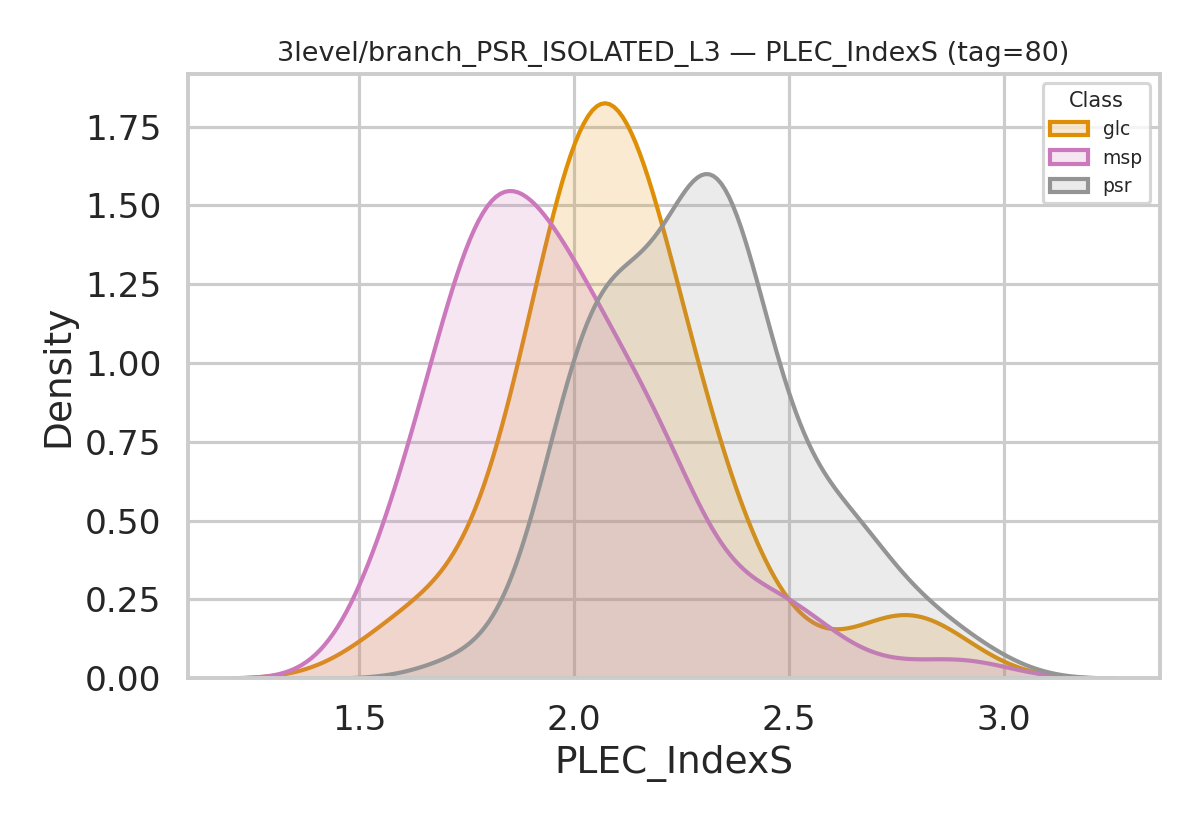 3level/branch_PSR_ISOLATED_L3 — PLEC_IndexS (tag=80)
Class
glc
msp
psr
1.75
1.50
1.25
1.00
0.75
0.50
0.25
0.00
Density
1.5 2.0 2.5 3.0
PLEC_IndexS